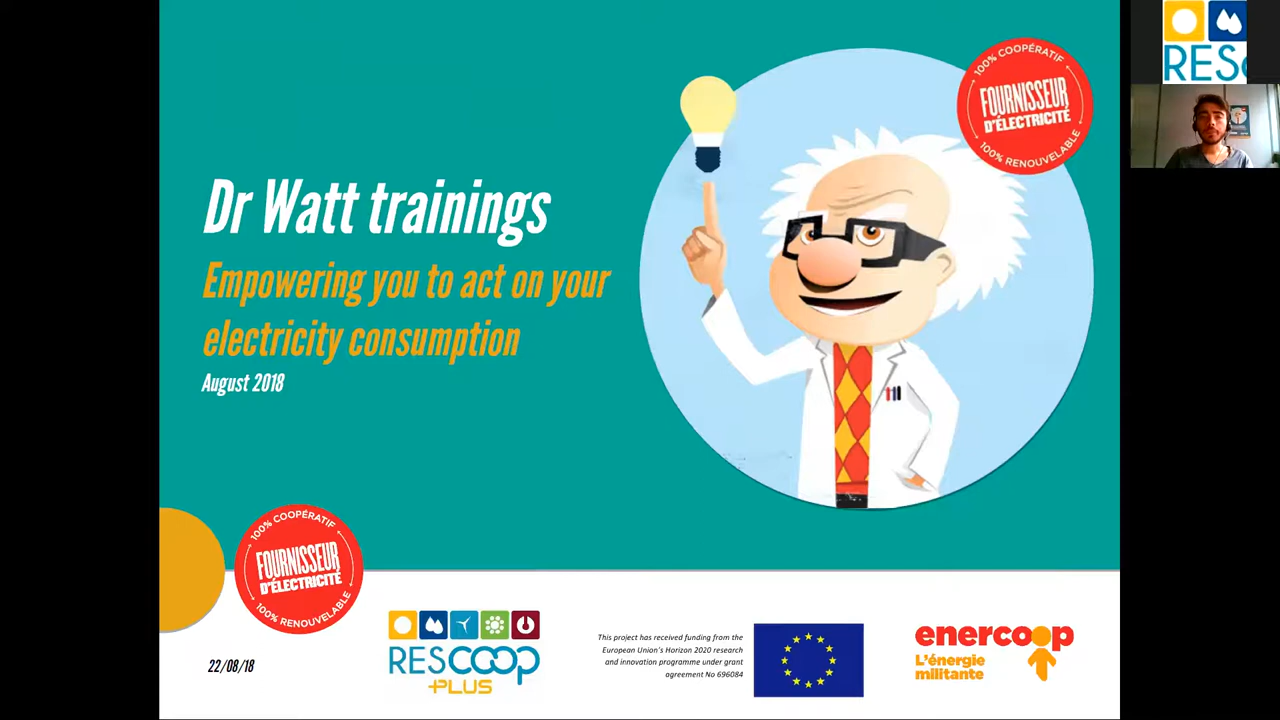 100% COOPÉRATIF
FOURNISSEUR
D'ÉLECTRICITÉ
100% RENOUVELABLE
RES
Dr Watt trainings
Empowering you to act on your
electricity consumption
August 2018
100% COOPÉRATIF
FOURNISSEUR
D'ÉLECTRICITÉ
100% RENOUVELABLE
22/08/18
RESCOOP
PLUS
This project has received funding from the
European Union's Horizon 2020 research
and innovation programme under grant
agreement No 696084
enercoop
L'énergie
militante